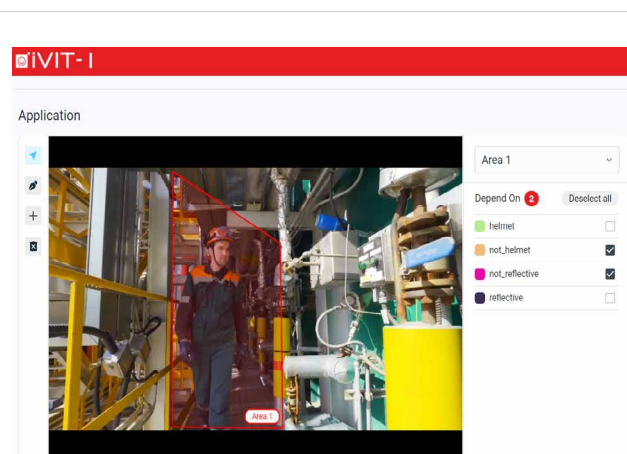 iVIT-I
Application
Area 1
Depend On 2 Deselect all
helmet
not_helmet
not_reflective
reflective
Area 1